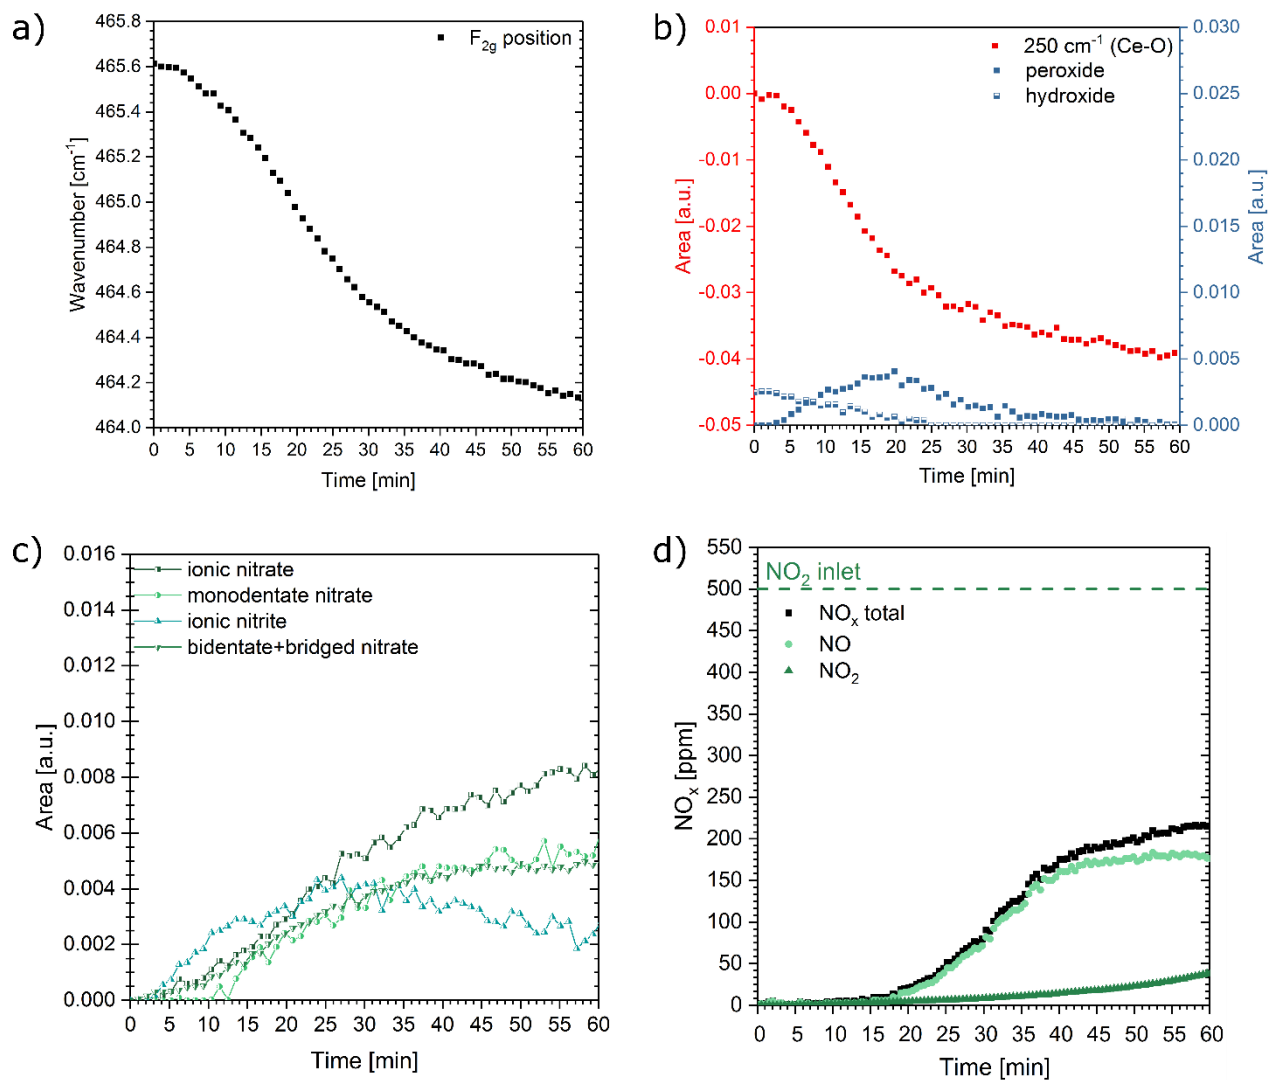 a)
465.8
465.6
465.4
465.2
465.0
464.8
464.6
464.4
464.2
464.0
Wavenumber [cm⁻¹]
F₂g position
0 5 10 15 20 25 30 35 40 45 50 55 60
Time [min]
b)
0.01
0.00
-0.01
-0.02
-0.03
-0.04
-0.05
Area [a.u.]
250 cm⁻¹ (Ce-O)
peroxide
hydroxide
0.030
0.025
0.020
0.015
0.010
0.005
0.000
Area [a.u.]
0 5 10 15 20 25 30 35 40 45 50 55 60
Time [min]
c)
0.016
0.014
0.012
0.010
0.008
0.006
0.004
0.002
0.000
Area [a.u.]
ionic nitrate
monodentate nitrate
ionic nitrite
bidentate+bridged nitrate
0 5 10 15 20 25 30 35 40 45 50 55 60
Time [min]
d)
550
500
450
400
350
300
250
200
150
100
50
0
NOₓ [ppm]
NO₂ inlet
NOₓ total
NO
NO₂
0 5 10 15 20 25 30 35 40 45 50 55 60
Time [min]